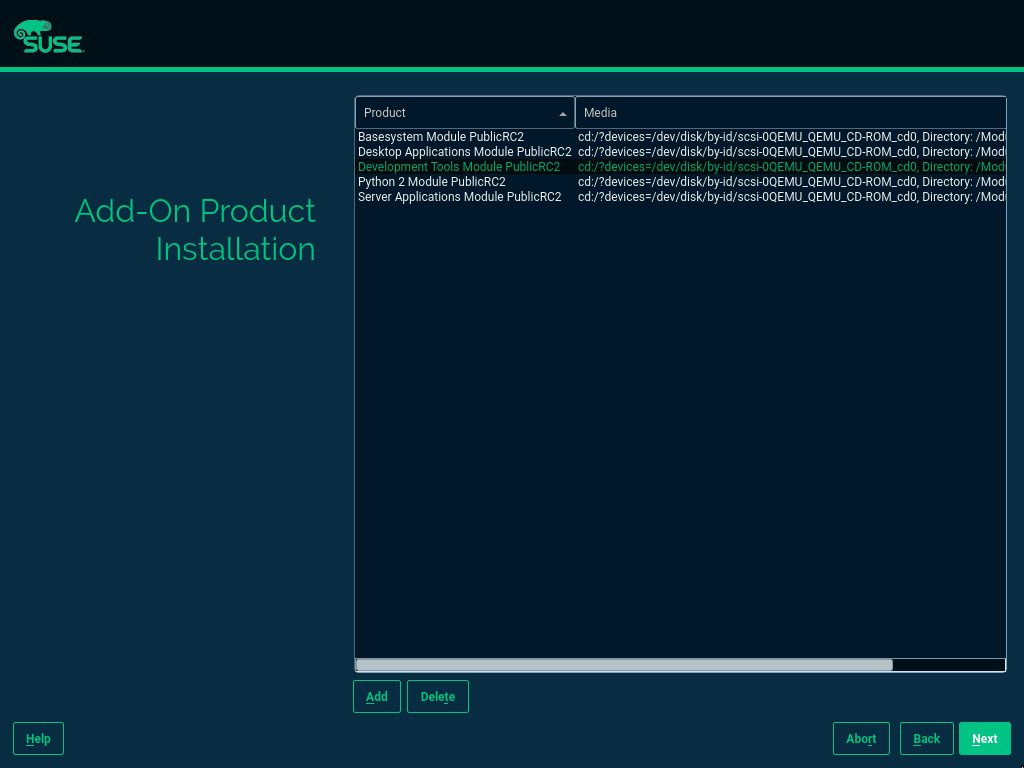 SUSE
Product
Media
Basesystem Module PublicRC2 cd:/?devices=/dev/disk/by-id/scsi-0QEMU_QEMU_CD-ROM_cd0, Directory: /Mod
Desktop Applications Module PublicRC2 cd:/?devices=/dev/disk/by-id/scsi-0QEMU_QEMU_CD-ROM_cd0, Directory: /Mod
Development Tools Module PublicRC2 cd:/?devices=/dev/disk/by-id/scsi-0QEMU_QEMU_CD-ROM_cd0, Directory: /Mod
Python 2 Module PublicRC2 cd:/?devices=/dev/disk/by-id/scsi-0QEMU_QEMU_CD-ROM_cd0, Directory: /Mod
Server Applications Module PublicRC2 cd:/?devices=/dev/disk/by-id/scsi-0QEMU_QEMU_CD-ROM_cd0, Directory: /Mod
Add-On Product
Installation
Add
Delete
Help
Abort
Back
Next